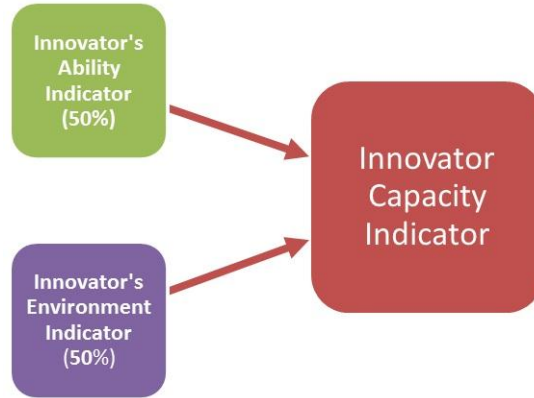 Innovator's
Ability
Indicator
(50%)
Innovator
Capacity
Indicator
Innovator's
Environment
Indicator
(50%)